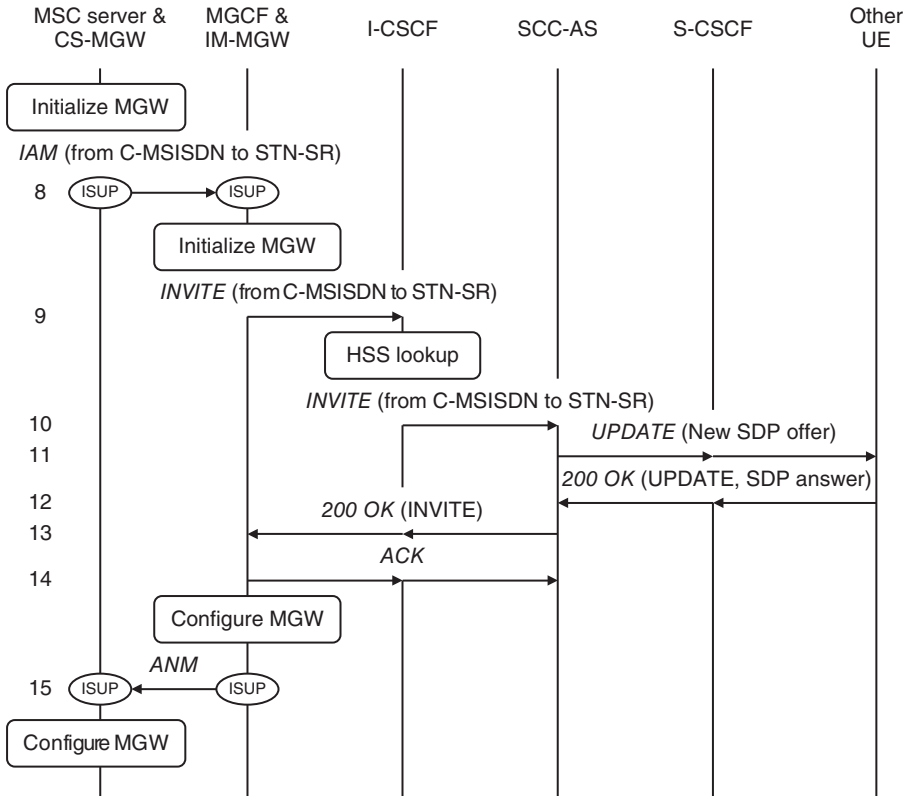 MSC server &
CS-MGW
MGCF &
IM-MGW
I-CSCF
SCC-AS
S-CSCF
Other
UE
Initialize MGW
IAM (from C-MSISDN to STN-SR)
8
ISUP
ISUP
Initialize MGW
INVITE (from C-MSISDN to STN-SR)
9
HSS lookup
INVITE (from C-MSISDN to STN-SR)
10
UPDATE (New SDP offer)
11
200 OK (UPDATE, SDP answer)
12
200 OK (INVITE)
13
ACK
14
Configure MGW
ANM
15
ISUP
ISUP
Configure MGW